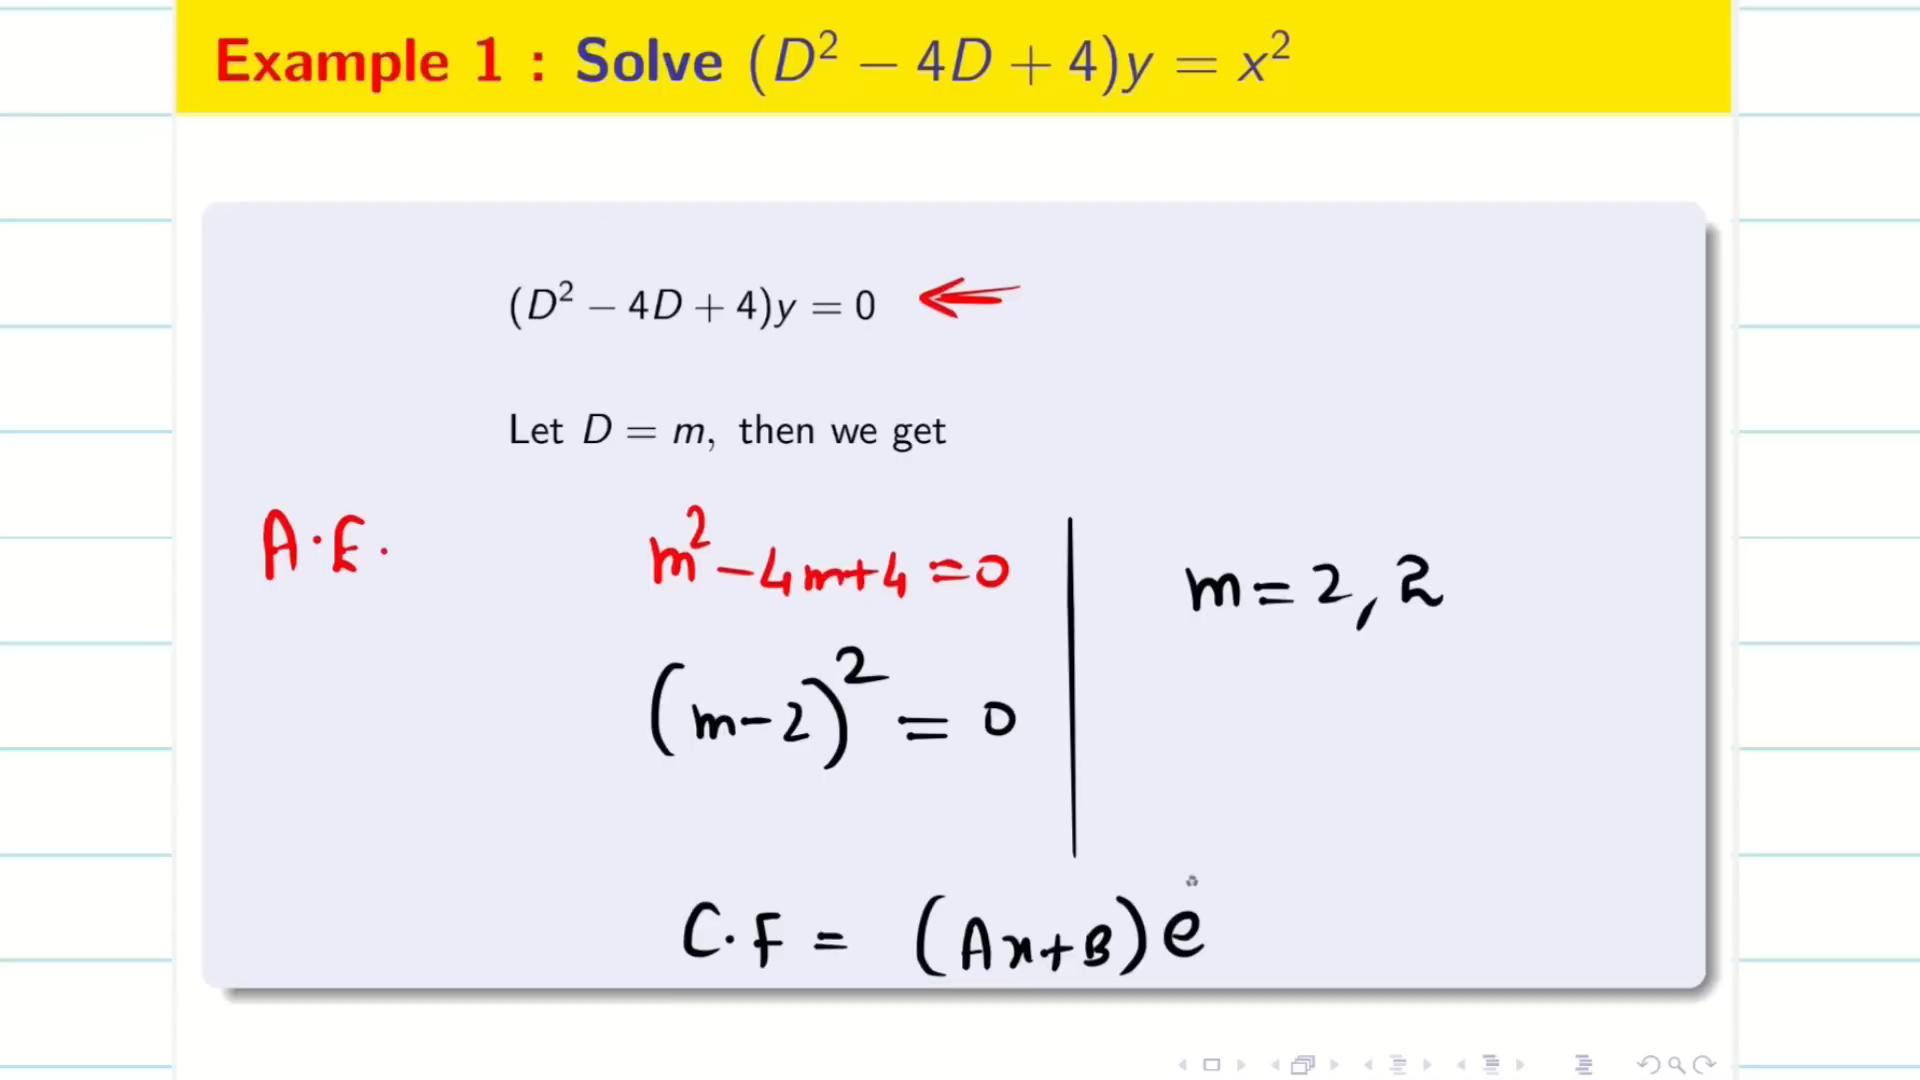 Example 1 : Solve (D² − 4D + 4)y = x²
(D² − 4D + 4)y = 0
Let D = m, then we get
A.E. m² − 4m + 4 = 0
m = 2, 2
(m − 2)² = 0
C.F = (Ax + B) e